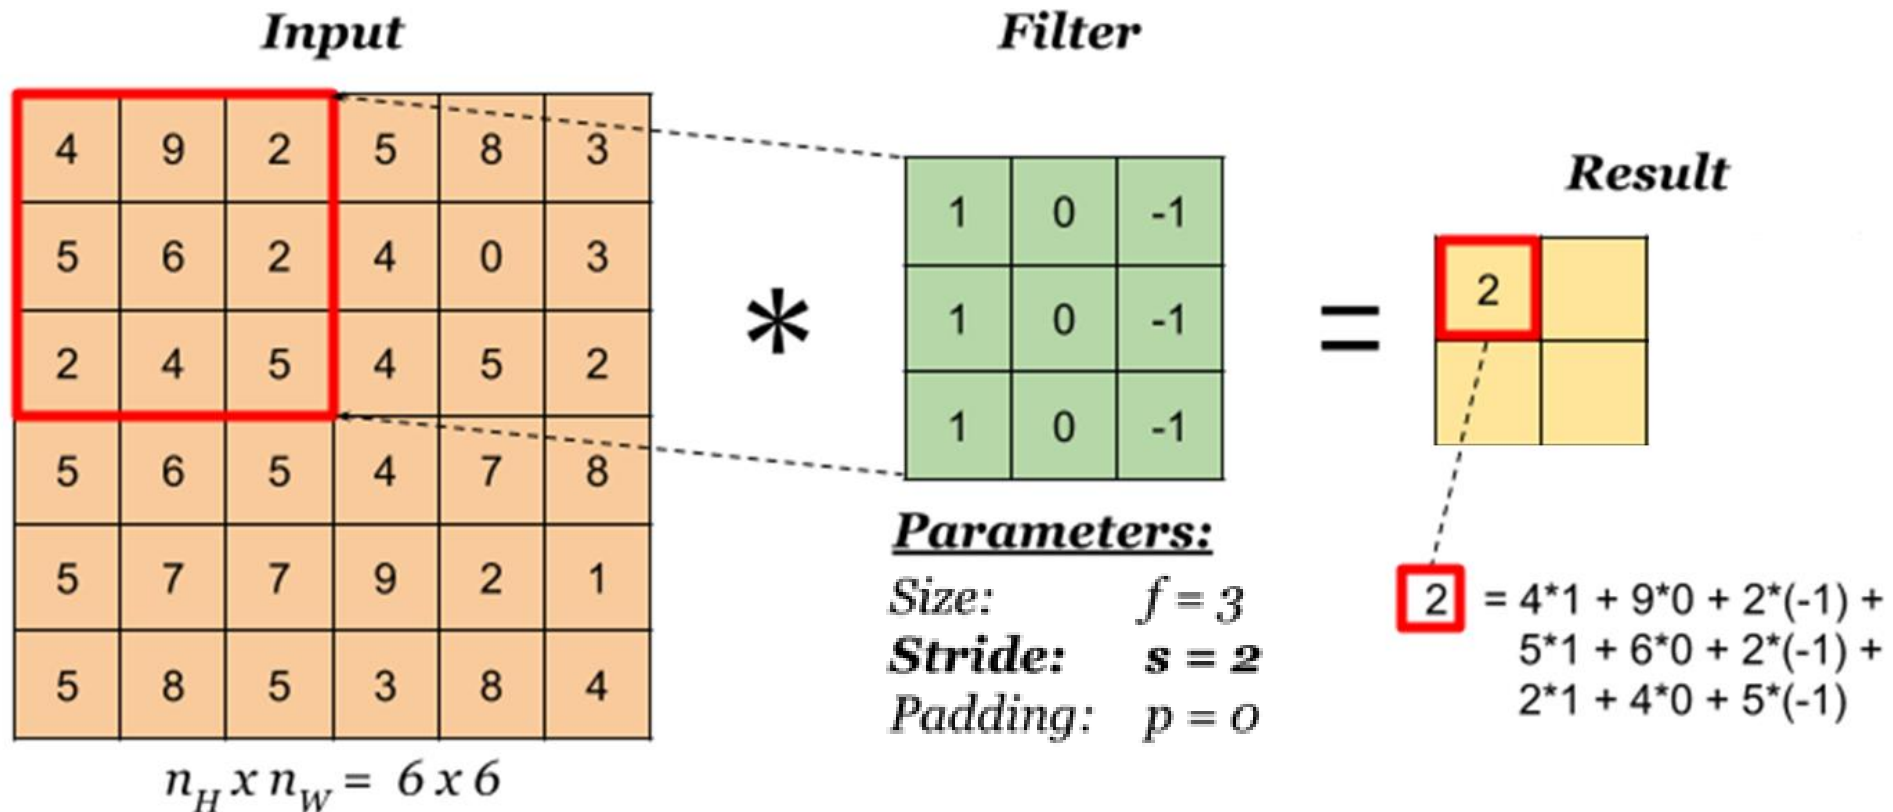 Input
4 9 2 5 8 3
5 6 2 4 0 3
2 4 5 4 5 2
5 6 5 4 7 8
5 7 7 9 2 1
5 8 5 3 8 4
n_H x n_W = 6 x 6
*
Filter
1 0 -1
1 0 -1
1 0 -1
Parameters:
Size: f = 3
Stride: s = 2
Padding: p = 0
=
Result
2
2 = 4*1 + 9*0 + 2*(-1) +
5*1 + 6*0 + 2*(-1) +
2*1 + 4*0 + 5*(-1)